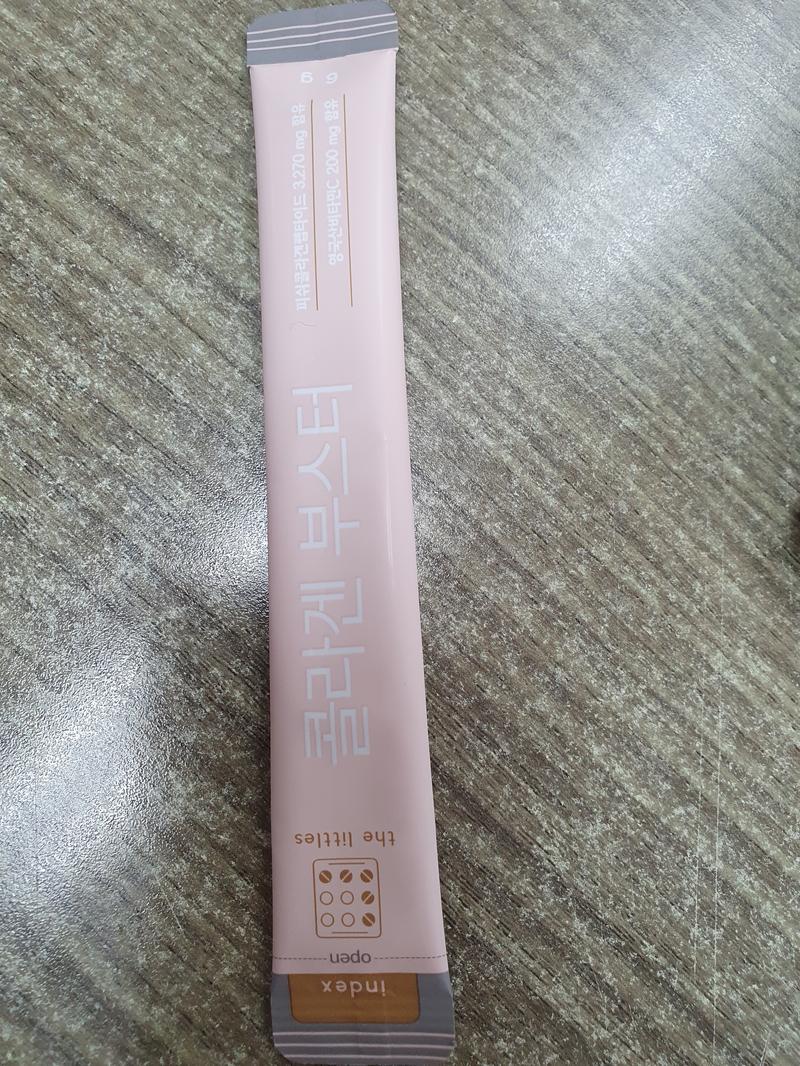 index
open
the littles
콜라겐 부스터
피쉬콜라겐펩타이드 3,270 mg 함유
영국산비타민C 200 mg 함유
6 g